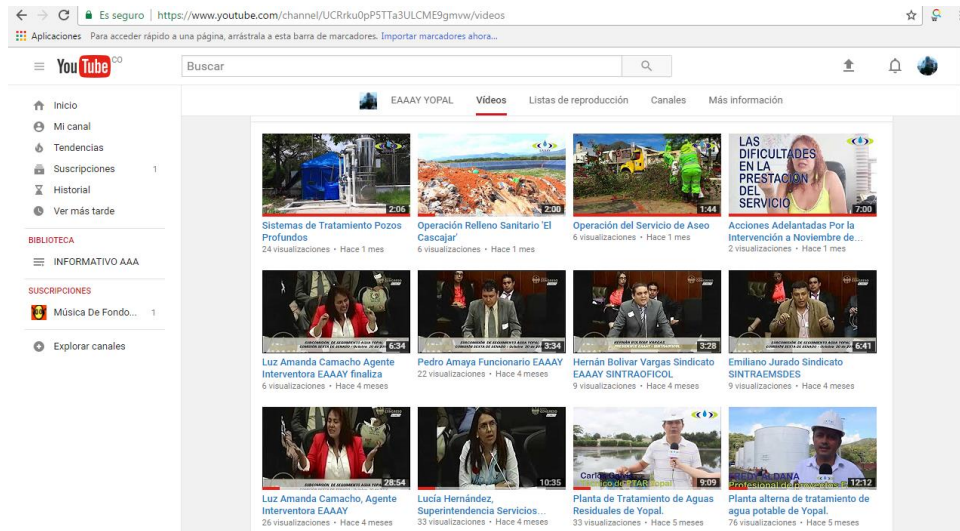 Es seguro | https://www.youtube.com/channel/UCRrku0pP5TTa3ULCME9gmvw/videos
Aplicaciones Para acceder rápido a una página, arrástrala a esta barra de marcadores. Importar marcadores ahora...
YouTube CO
Buscar
EAAAY YOPAL Vídeos Listas de reproducción Canales Más información
Inicio
Mi canal
Tendencias
Suscripciones 1
Historial
Ver más tarde
BIBLIOTECA
INFORMATIVO AAA
SUSCRIPCIONES
Música De Fondo... 1
Explorar canales
2:06
Sistemas de Tratamiento Pozos
Profundos
24 visualizaciones • Hace 1 mes
2:00
Operación Relleno Sanitario 'El
Cascajar'
6 visualizaciones • Hace 1 mes
1:44
Operación del Servicio de Aseo
6 visualizaciones • Hace 1 mes
LAS
DIFICULTADES
EN LA
PRESTACIÓN
DEL
SERVICIO
7:00
Acciones Adelantadas Por la
Intervención a Noviembre de...
2 visualizaciones • Hace 1 mes
6:34
Luz Amanda Camacho Agente
Interventora EAAAY finaliza
6 visualizaciones • Hace 4 meses
3:34
Pedro Amaya Funcionario EAAAY
22 visualizaciones • Hace 4 meses
3:28
Hernán Bolivar Vargas Sindicato
EAAAY SINTRAOFICOL
9 visualizaciones • Hace 4 meses
6:41
Emiliano Jurado Sindicato
SINTRAEMSDES
9 visualizaciones • Hace 4 meses
28:54
Luz Amanda Camacho, Agente
Interventora EAAAY
26 visualizaciones • Hace 4 meses
10:35
Lucía Hernández,
Superintendencia Servicios...
33 visualizaciones • Hace 4 meses
9:09
Planta de Tratamiento de Aguas
Residuales de Yopal.
33 visualizaciones • Hace 5 meses
12:12
Planta alterna de tratamiento de
agua potable de Yopal.
76 visualizaciones • Hace 5 meses